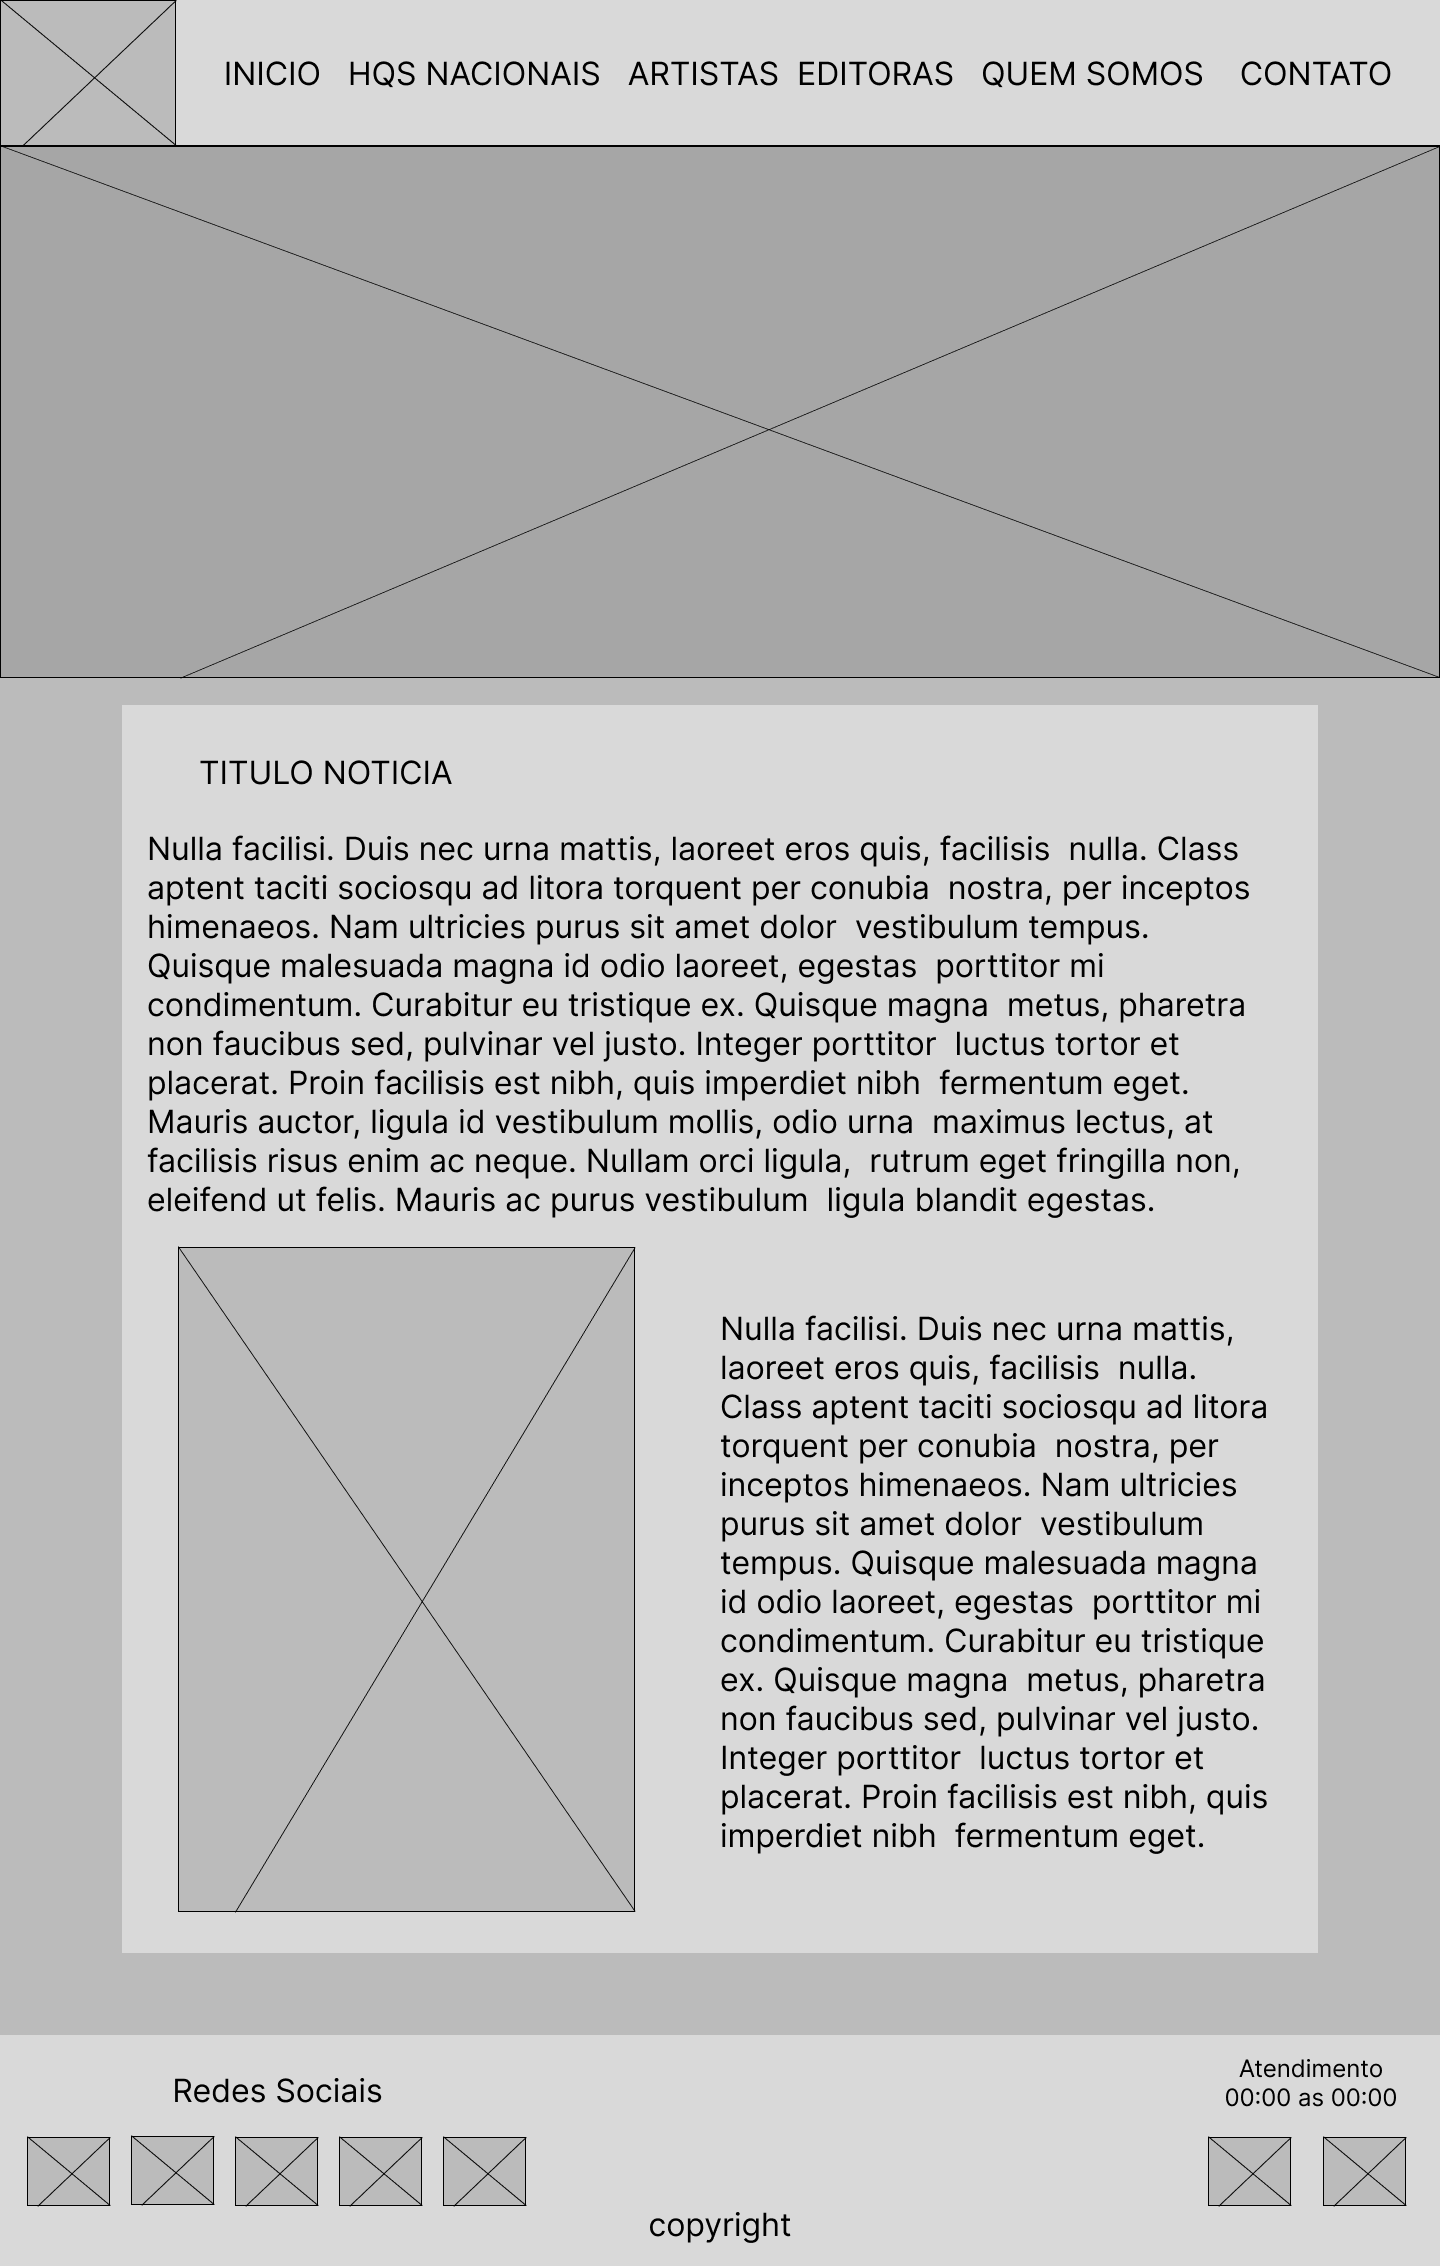 INICIO HQS NACIONAIS ARTISTAS EDITORAS QUEM SOMOS CONTATO
TITULO NOTICIA
Nulla facilisi. Duis nec urna mattis, laoreet eros quis, facilisis  nulla. Class
aptent taciti sociosqu ad litora torquent per conubia  nostra, per inceptos
himenaeos. Nam ultricies purus sit amet dolor  vestibulum tempus.
Quisque malesuada magna id odio laoreet, egestas  porttitor mi
condimentum. Curabitur eu tristique ex. Quisque magna  metus, pharetra
non faucibus sed, pulvinar vel justo. Integer porttitor  luctus tortor et
placerat. Proin facilisis est nibh, quis imperdiet nibh  fermentum eget.
Mauris auctor, ligula id vestibulum mollis, odio urna  maximus lectus, at
facilisis risus enim ac neque. Nullam orci ligula,  rutrum eget fringilla non,
eleifend ut felis. Mauris ac purus vestibulum  ligula blandit egestas.
Nulla facilisi. Duis nec urna mattis,
laoreet eros quis, facilisis  nulla.
Class aptent taciti sociosqu ad litora
torquent per conubia  nostra, per
inceptos himenaeos. Nam ultricies
purus sit amet dolor  vestibulum
tempus. Quisque malesuada magna
id odio laoreet, egestas  porttitor mi
condimentum. Curabitur eu tristique
ex. Quisque magna  metus, pharetra
non faucibus sed, pulvinar vel justo.
Integer porttitor  luctus tortor et
placerat. Proin facilisis est nibh, quis
imperdiet nibh  fermentum eget.
Redes Sociais
Atendimento
00:00 as 00:00
copyright